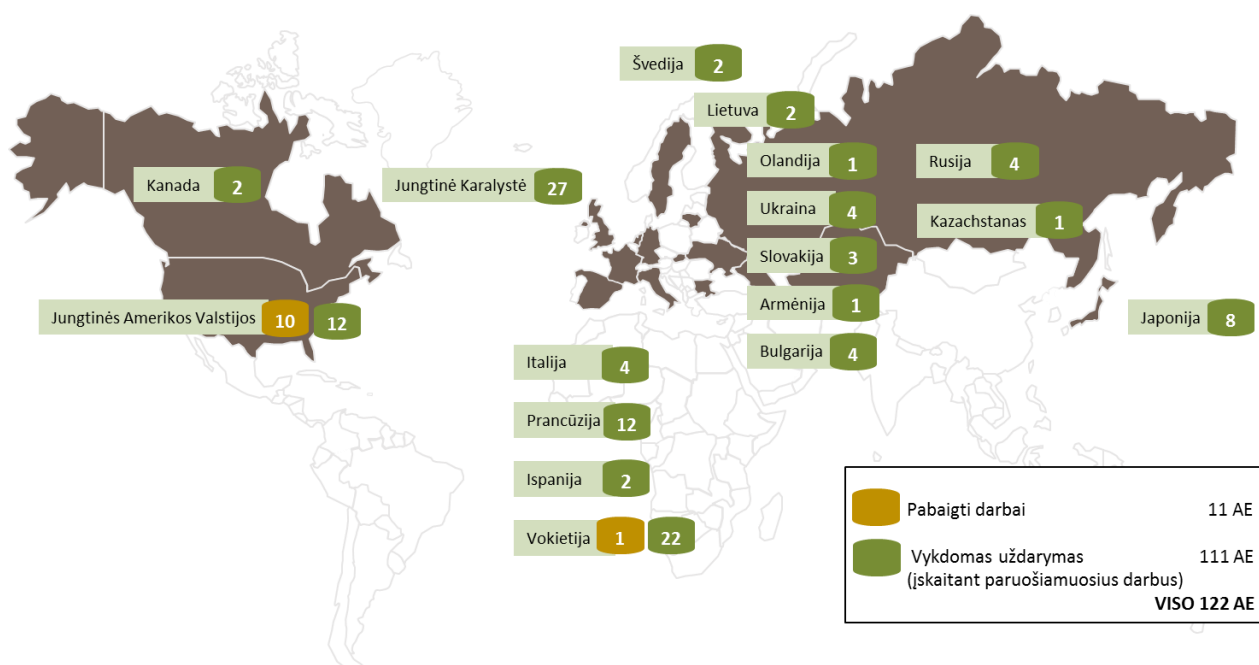 Švedija 2
Lietuva 2
Olandija 1
Rusija 4
Kanada 2
Jungtinė Karalystė 27
Ukraina 4
Kazachstanas 1
Slovakija 3
Jungtinės Amerikos Valstijos 10 12
Armėnija 1
Japonija 8
Bulgarija 4
Italija 4
Prancūzija 12
Ispanija 2
Vokietija 1 22
Pabaigti darbai 11 AE
Vykdomas uždarymas 111 AE
(įskaitant paruošiamuosius darbus)
VISO 122 AE